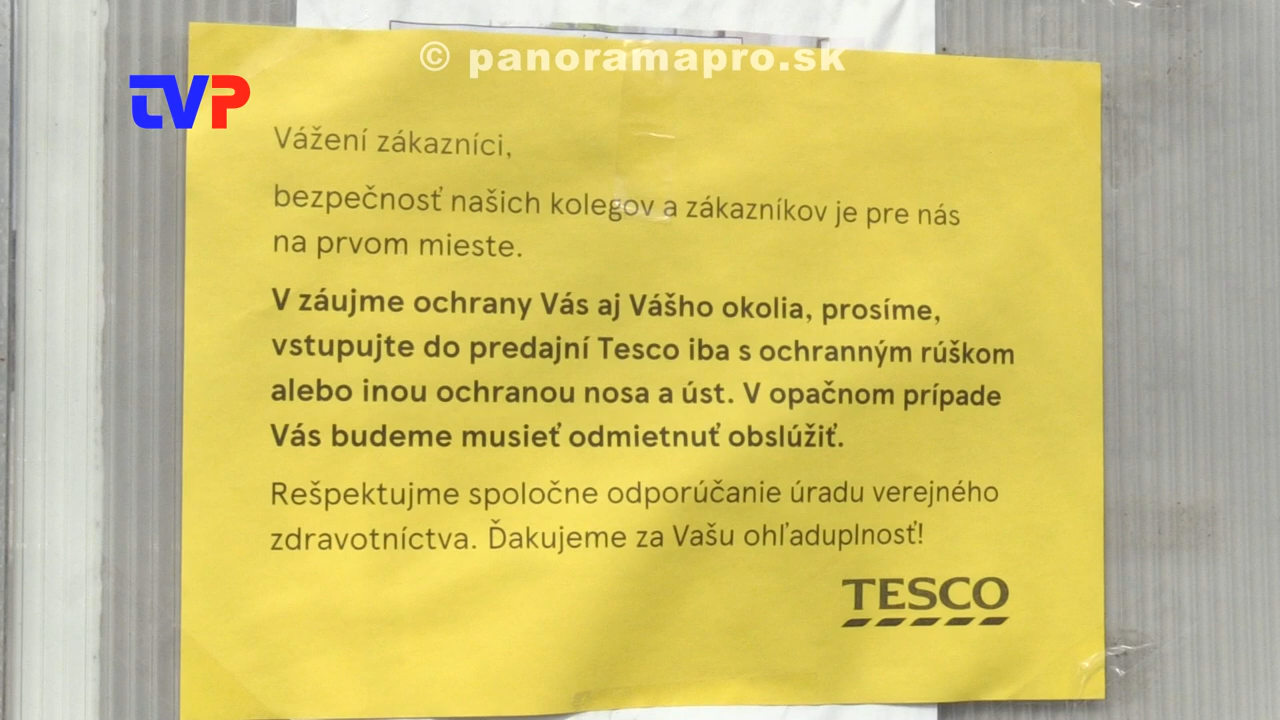 © panoramapro.sk
TVP
Vážení zákazníci,
bezpečnosť našich kolegov a zákazníkov je pre nás
na prvom mieste.
V záujme ochrany Vás aj Vášho okolia, prosíme,
vstupujte do predajní Tesco iba s ochranným rúškom
alebo inou ochranou nosa a úst. V opačnom prípade
Vás budeme musieť odmietnuť obslúžiť.
Rešpektujme spoločne odporúčanie úradu verejného
zdravotníctva. Ďakujeme za Vašu ohľaduplnosť!
TESCO